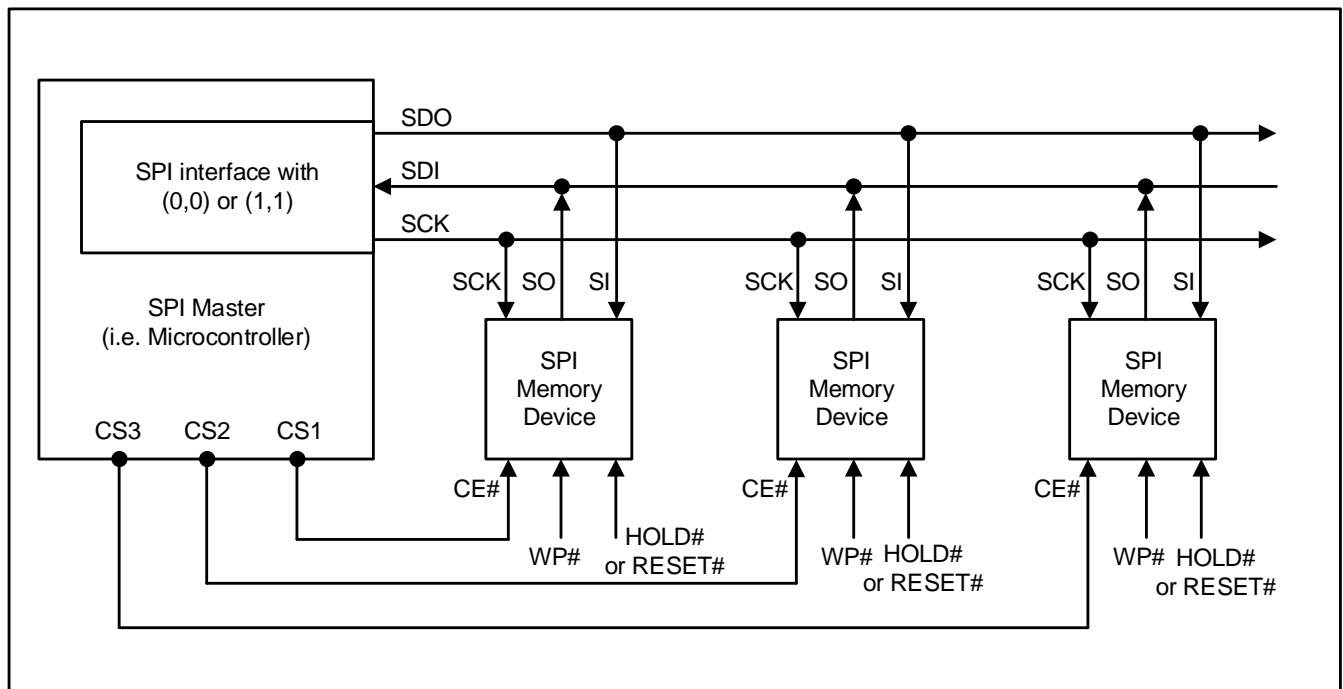 SDO
SPI interface with
(0,0) or (1,1)
SDI
SCK
SPI Master
(i.e. Microcontroller)
SCK SO SI
SCK SO SI
SCK SO SI
SPI
Memory
Device
SPI
Memory
Device
SPI
Memory
Device
CS3 CS2 CS1
CE#
WP#
HOLD#
or RESET#
CE#
WP#
HOLD#
or RESET#
CE#
WP#
HOLD#
or RESET#